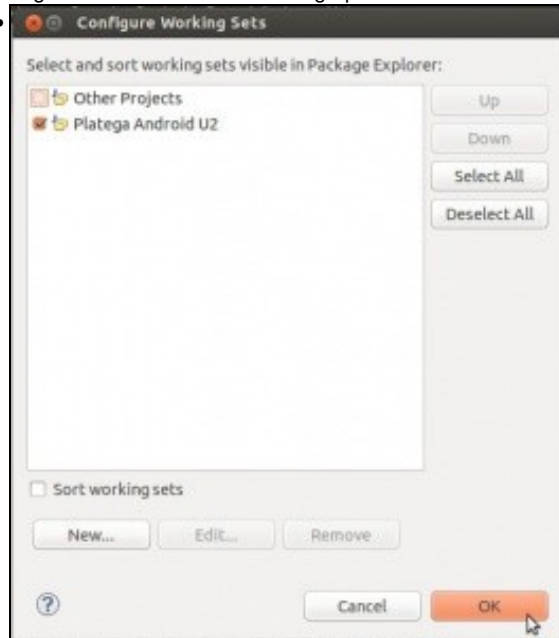 Configure Working Sets
Select and sort working sets visible in Package Explorer:
Other Projects
Platega Android U2
Up
Down
Select All
Deselect All
Sort working sets
New...
Edit...
Remove
?
Cancel
OK